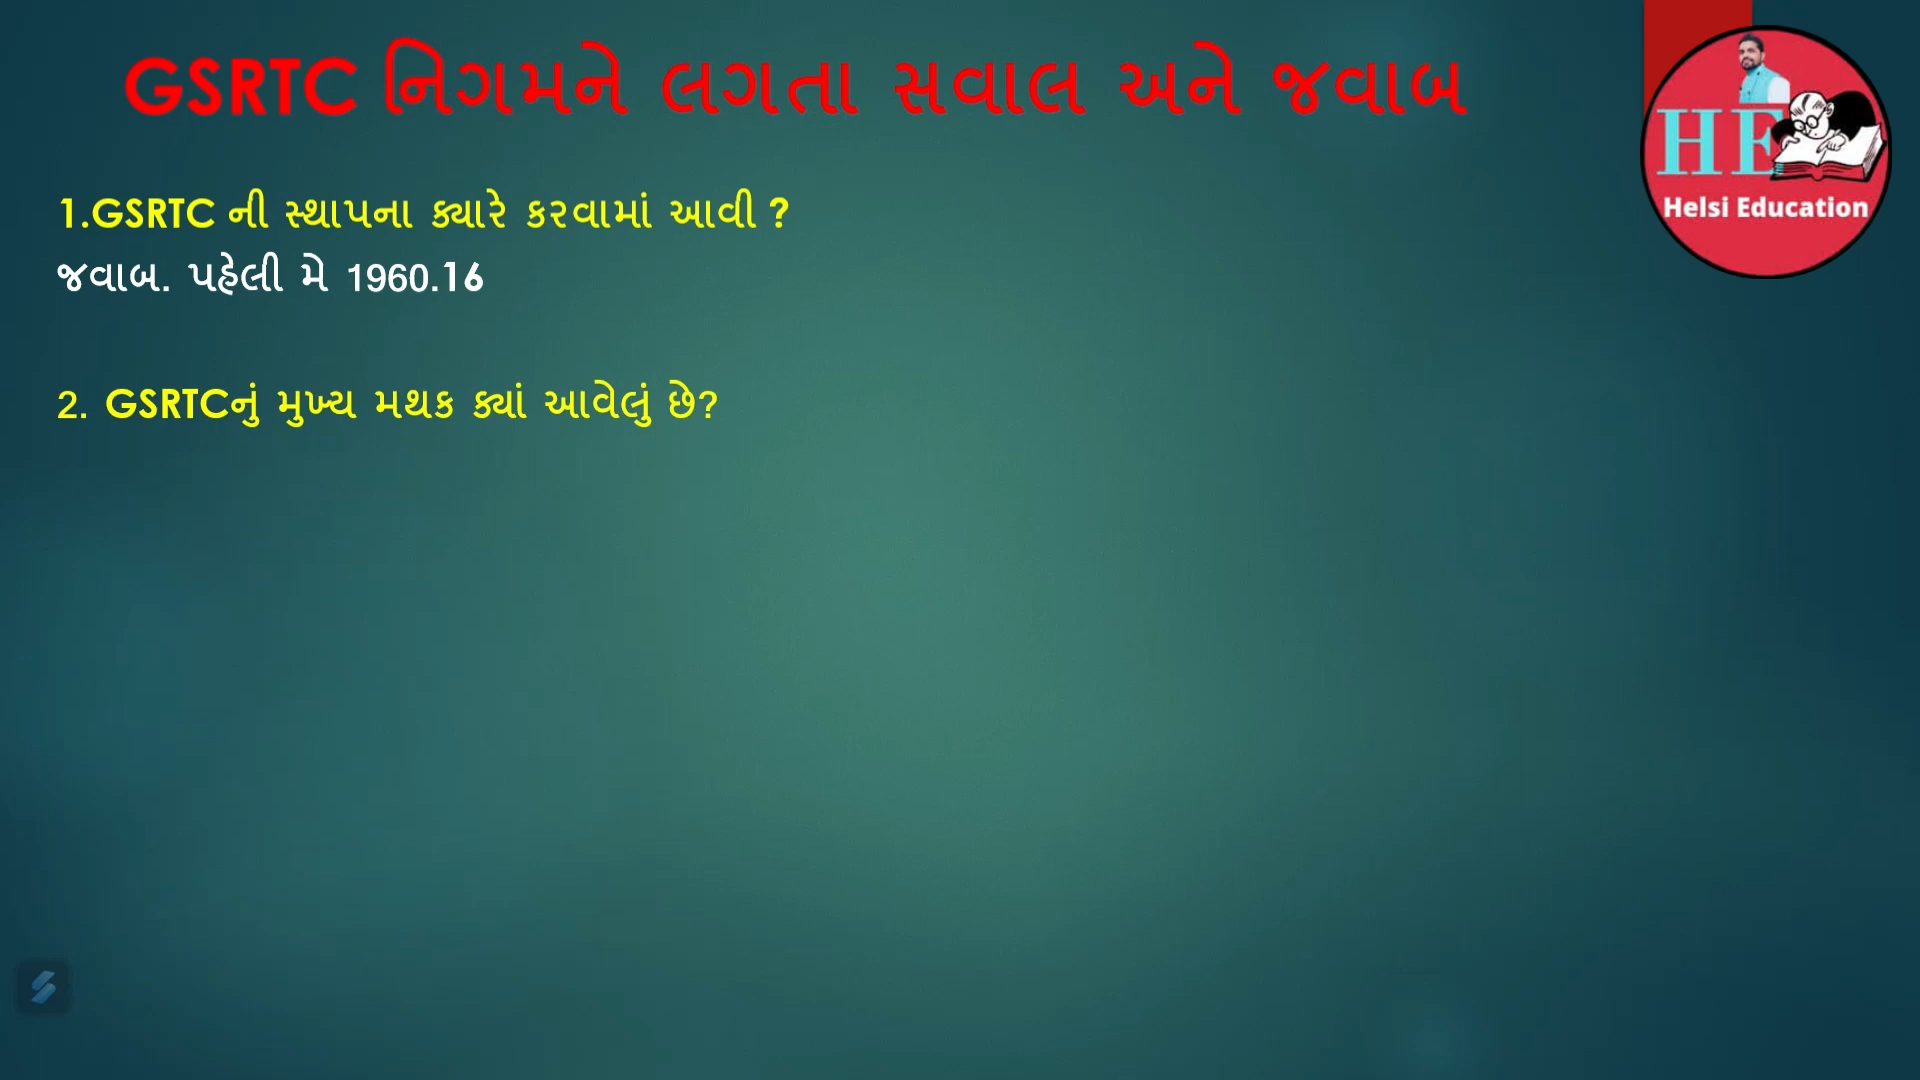 GSRTC નિગમને લગતા સવાલ અને જવાબ
HE
Helsi Education
1.GSRTC ની સ્થાપના ક્યારે કરવામાં આવી ?
જવાબ. પહેલી મે 1960.16
2. GSRTCનું મુખ્ય મથક ક્યાં આવેલું છે?